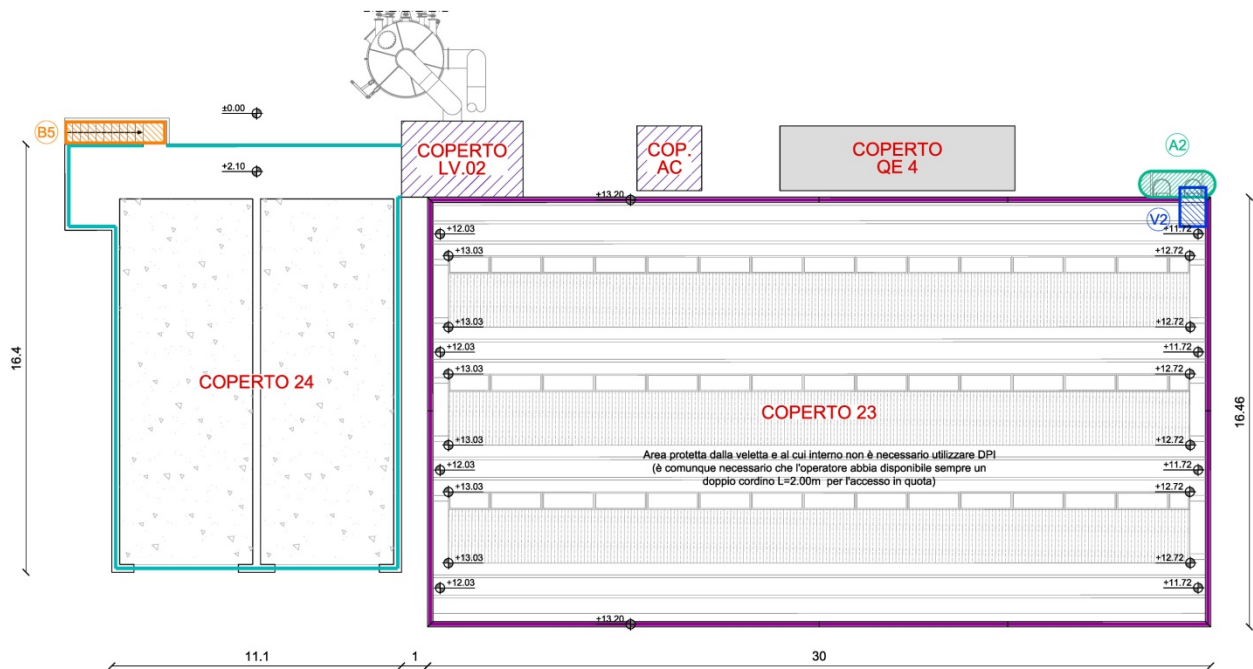 ±0.00
B5
+2.10
COPERTO
LV.02
COP.
AC
COPERTO
QE 4
A2
V2
+13.20
+12.03
+11.72
+13.03
+12.72
+13.03
+12.72
+12.03
+11.72
+13.03
+12.72
16.4
COPERTO 24
COPERTO 23
16.46
+13.03
+12.72
Area protetta dalla veletta e al cui interno non è necessario utilizzare DPI
(è comunque necessario che l'operatore abbia disponibile sempre un
doppio cordino L=2.00m per l'accesso in quota)
+12.03
+11.72
+13.03
+12.72
+13.03
+12.72
+12.03
+11.72
+13.20
11.1
1
30